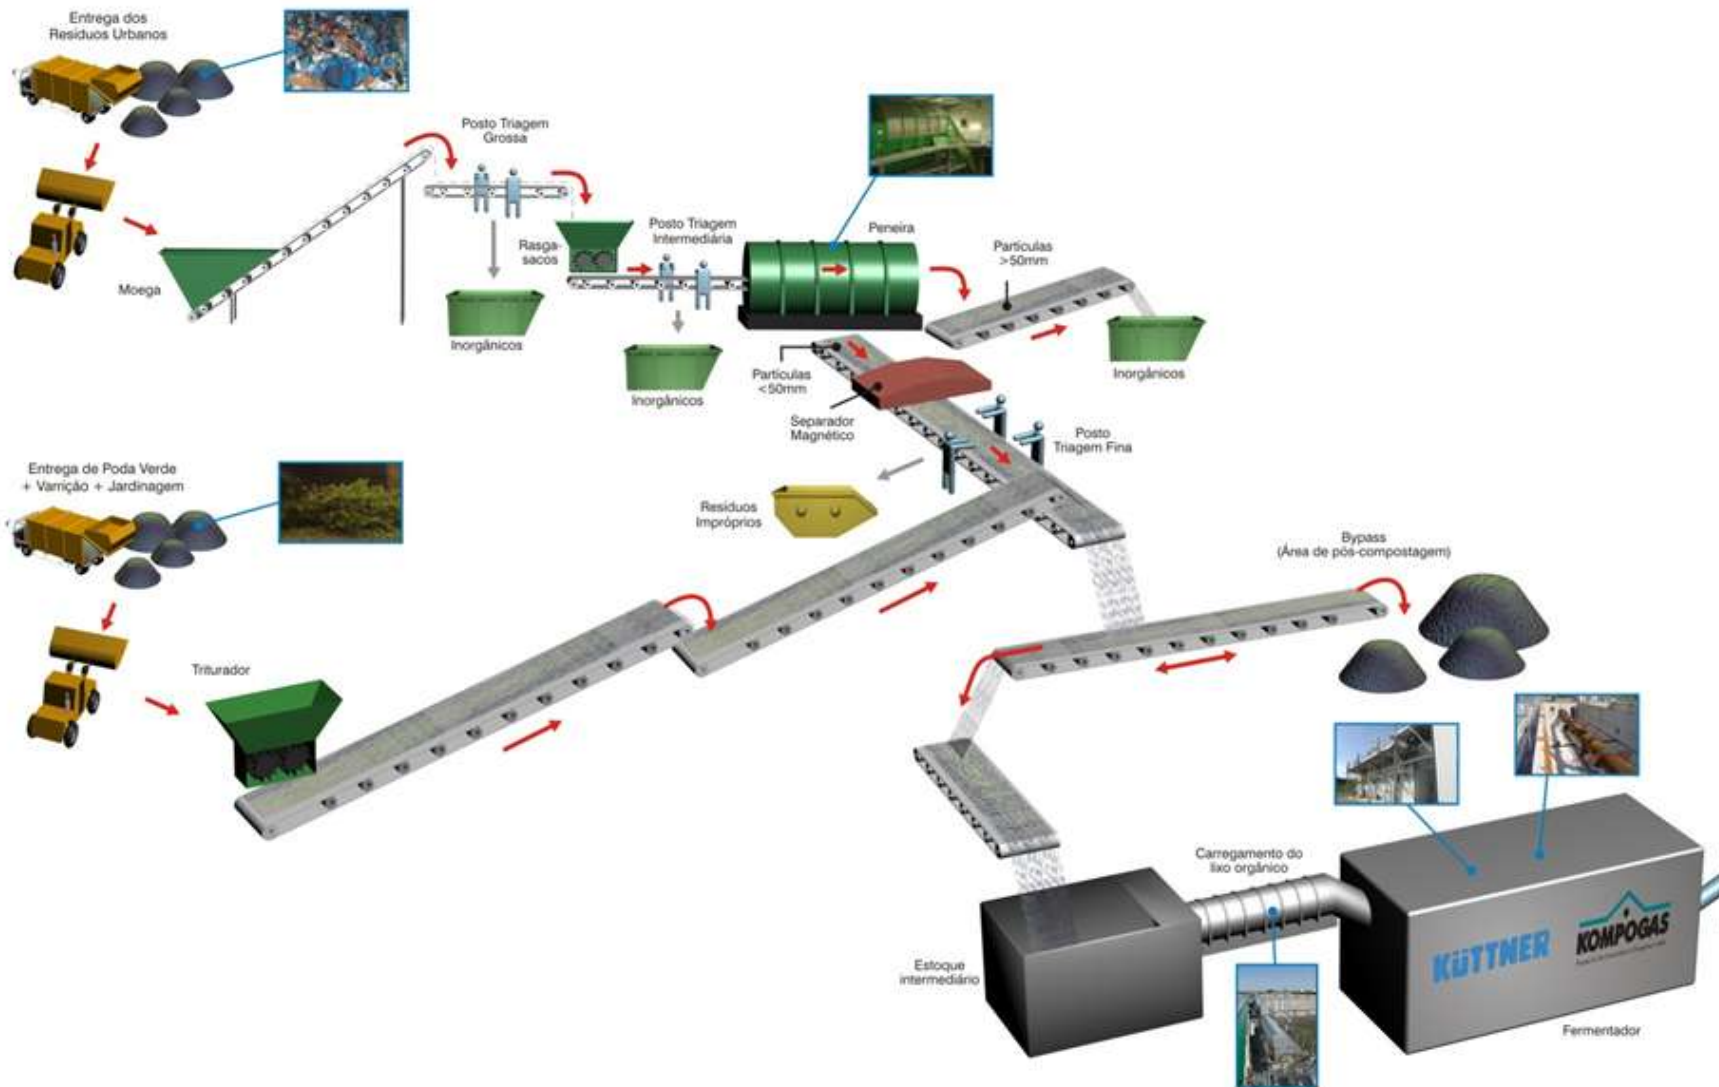 Entrega dos
Resíduos Urbanos
Posto Triagem
Grossa
Rasga-
sacos
Posto Triagem
Intermediária
Peneira
Partículas
>50mm
Moega
Inorgânicos
Inorgânicos
Partículas
<50mm
Inorgânicos
Separador
Magnético
Posto
Triagem Fina
Entrega de Poda Verde
+ Varrição + Jardinagem
Resíduos
Impróprios
Bypass
(Área de pós-compostagem)
Triturador
Carregamento do
lixo orgânico
Estoque
intermediário
KÜTTNER
KOMPOGAS
Fermentador